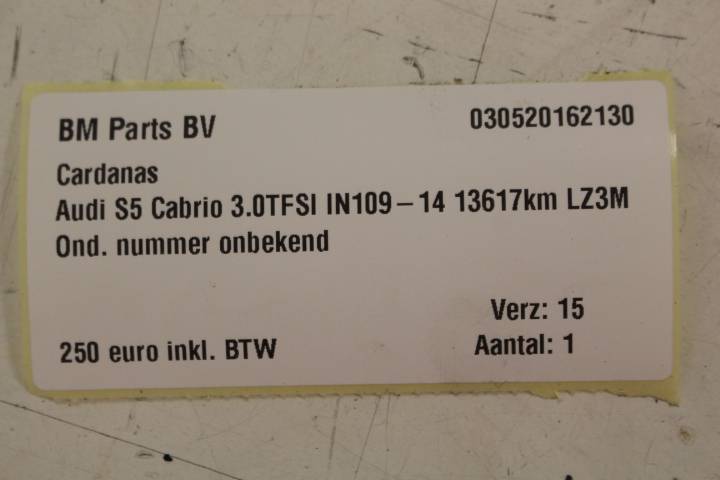 BM Parts BV 030520162130
Cardanas
Audi S5 Cabrio 3.0TFSI IN109-14 13617km LZ3M
Ond. nummer onbekend
Verz: 15
250 euro inkl. BTW Aantal: 1